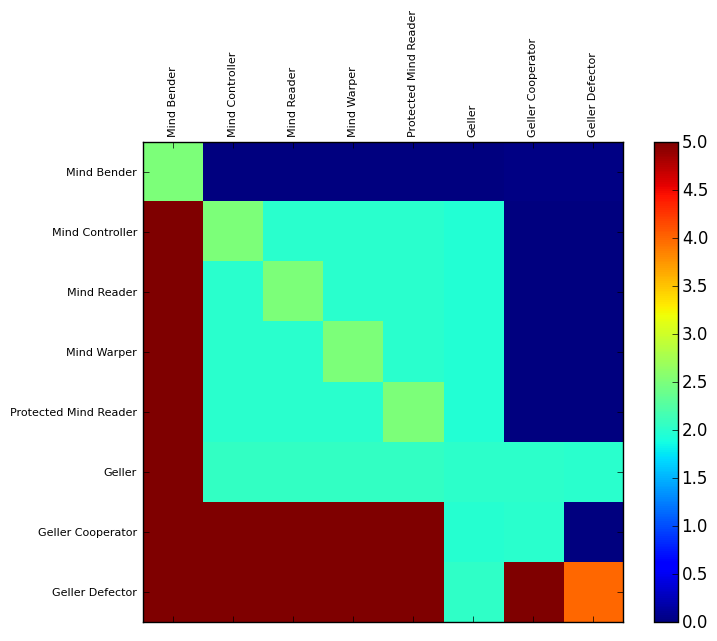 Mind Bender
Mind Controller
Mind Reader
Mind Warper
Protected Mind Reader
Geller
Geller Cooperator
Geller Defector
Mind Bender
Mind Controller
Mind Reader
Mind Warper
Protected Mind Reader
Geller
Geller Cooperator
Geller Defector
5.0
4.5
4.0
3.5
3.0
2.5
2.0
1.5
1.0
0.5
0.0